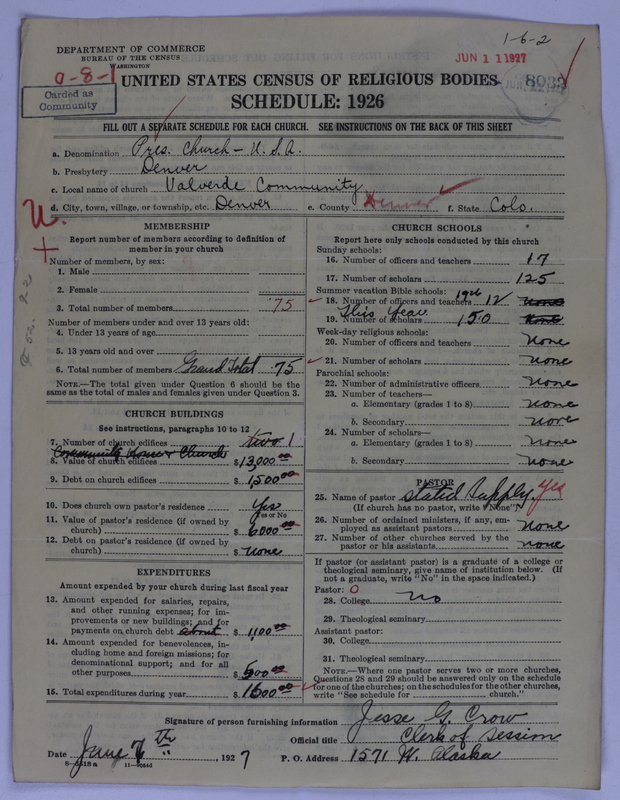 1-6-2
DEPARTMENT OF COMMERCE
BUREAU OF THE CENSUS
WASHINGTON
JUN 11 1927
0-8-1
Carded as
Community
8033
UNITED STATES CENSUS OF RELIGIOUS BODIES
SCHEDULE: 1926
FILL OUT A SEPARATE SCHEDULE FOR EACH CHURCH. SEE INSTRUCTIONS ON THE BACK OF THIS SHEET
a. Denomination Pres. Church - U.S.A.
b. Presbytery Denver
c. Local name of church Valverde Community
d. City, town, village, or township, etc. Denver e. County Denver f. State Colo.
U.
MEMBERSHIP
Report number of members according to definition of
member in your church
Number of members, by sex:
1. Male
2. Female
3. Total number of members 75
Number of members under and over 13 years old:
4. Under 13 years of age
5. 13 years old and over
6. Total number of members Grand Total 75
NOTE.—The total given under Question 6 should be the
same as the total of males and females given under Question 3.
CHURCH BUILDINGS
See instructions, paragraphs 10 to 12
7. Number of church edifices two 1
Community House & Church
8. Value of church edifices $ 13,000 00
9. Debt on church edifices $ 1,500 00
10. Does church own pastor's residence Yes
Yes or No
11. Value of pastor's residence (if owned by
church) $ 6000 00
12. Debt on pastor's residence (if owned by
church) $ none
EXPENDITURES
Amount expended by your church during last fiscal year
13. Amount expended for salaries, repairs,
and other running expenses; for im-
provements or new buildings; and for
payments on church debt about $ 1,100 00
14. Amount expended for benevolences, in-
cluding home and foreign missions; for
denominational support; and for all
other purposes $ 500 00
15. Total expenditures during year $ 1600 00
CHURCH SCHOOLS
Report here only schools conducted by this church
Sunday schools:
16. Number of officers and teachers 17
17. Number of scholars 125
Summer vacation Bible schools: 1926
18. Number of officers and teachers 12 none
This Year
19. Number of scholars 150 none
Week-day religious schools:
20. Number of officers and teachers none
21. Number of scholars none
Parochial schools:
22. Number of administrative officers none
23. Number of teachers—
a. Elementary (grades 1 to 8) none
b. Secondary none
24. Number of scholars—
a. Elementary (grades 1 to 8) none
b. Secondary none
PASTOR
25. Name of pastor Stated Supply yes
(If church has no pastor, write "None")
26. Number of ordained ministers, if any, em-
ployed as assistant pastors none
27. Number of other churches served by the
pastor or his assistants none
If pastor (or assistant pastor) is a graduate of a college or
theological seminary, give name of institution below. (If
not a graduate, write "No" in the space indicated.)
Pastor: 0
28. College no
29. Theological seminary
Assistant pastor:
30. College
31. Theological seminary
NOTE.—Where one pastor serves two or more churches,
Questions 28 and 29 should be answered only on the schedule
for one of the churches; on the schedules for the other churches,
write "See schedule for church."
Signature of person furnishing information Jesse G. Crow
Official title Clerk of Session
Date June 7th 1927 P. O. Address 1571 W. Alaska